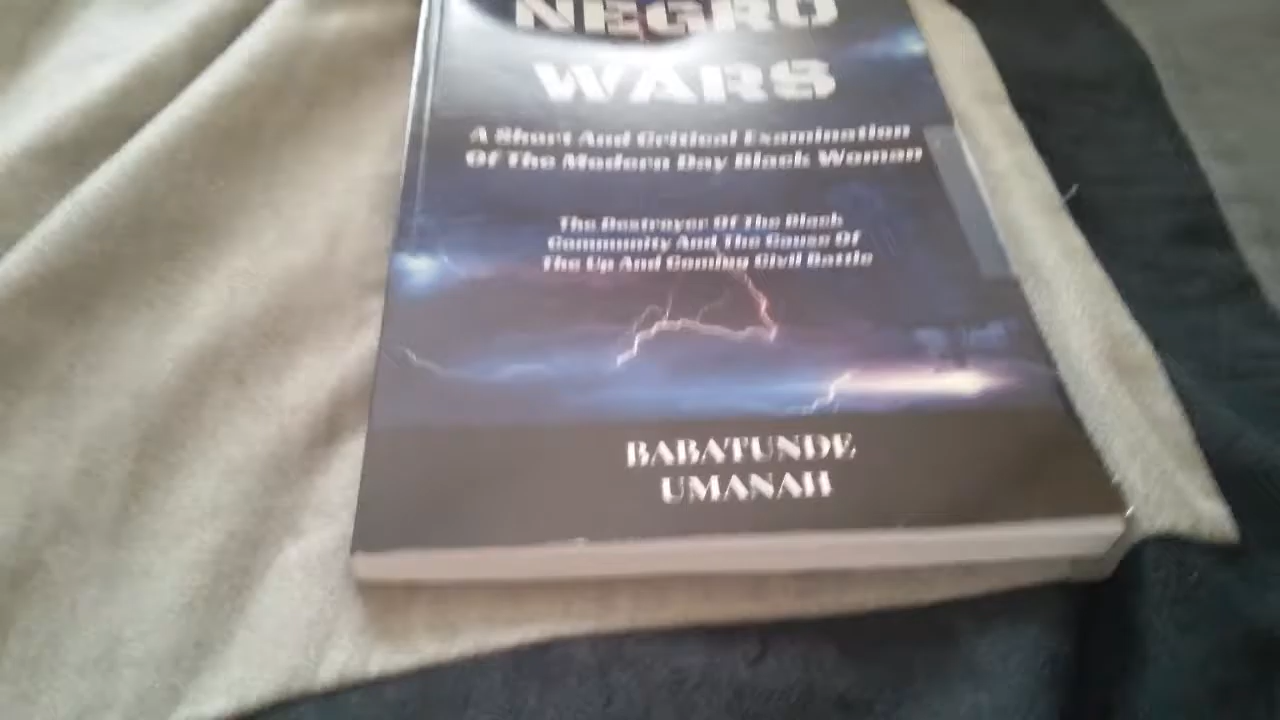 NEGRO
WARS
A Short And Critical Examination
Of The Modern Day Black Woman
The Destroyer Of The Black
Community And The Cause Of
The Up And Coming Civil Battle
BABATUNDE
UMANAH